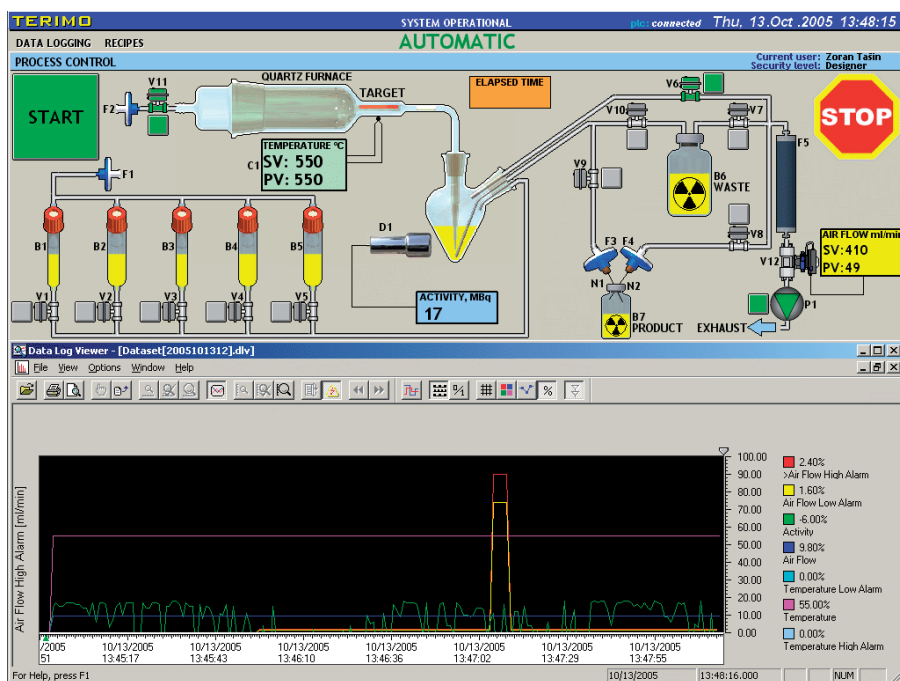 TERIMO
SYSTEM OPERATIONAL
plc: connected
Thu, 13.Oct .2005 13:48:15
DATA LOGGING RECIPES
AUTOMATIC
PROCESS CONTROL
Current user: Zoran Tašin
Security level: Designer
START
STOP
F2
V11
QUARTZ FURNACE
TARGET
ELAPSED TIME
TEMPERATURE °C
C1
SV: 550
PV: 550
V6
V10
V7
F5
B6
WASTE
V9
V8
F1
B1
B2
B3
B4
B5
V1
V2
V3
V4
V5
D1
ACTIVITY, MBq
17
F3
F4
N1
N2
B7
PRODUCT
AIR FLOW ml/min
SV:410
PV:49
V12
P1
EXHAUST
Data Log Viewer - [Dataset[2005101312].dlv]
File View Options Window Help
Air Flow High Alarm [ml/min]
100.00
90.00
80.00
70.00
60.00
50.00
40.00
30.00
20.00
10.00
0.00
/2005
51
10/13/2005
13:45:17
10/13/2005
13:45:43
10/13/2005
13:46:10
10/13/2005
13:46:36
10/13/2005
13:47:02
10/13/2005
13:47:29
10/13/2005
13:47:55
2.40%
>Air Flow High Alarm
1.60%
Air Flow Low Alarm
-6.00%
Activity
9.80%
Air Flow
0.00%
Temperature Low Alarm
55.00%
Temperature
0.00%
Temperature High Alarm
For Help, press F1
10/13/2005
13:48:16.000
NUM